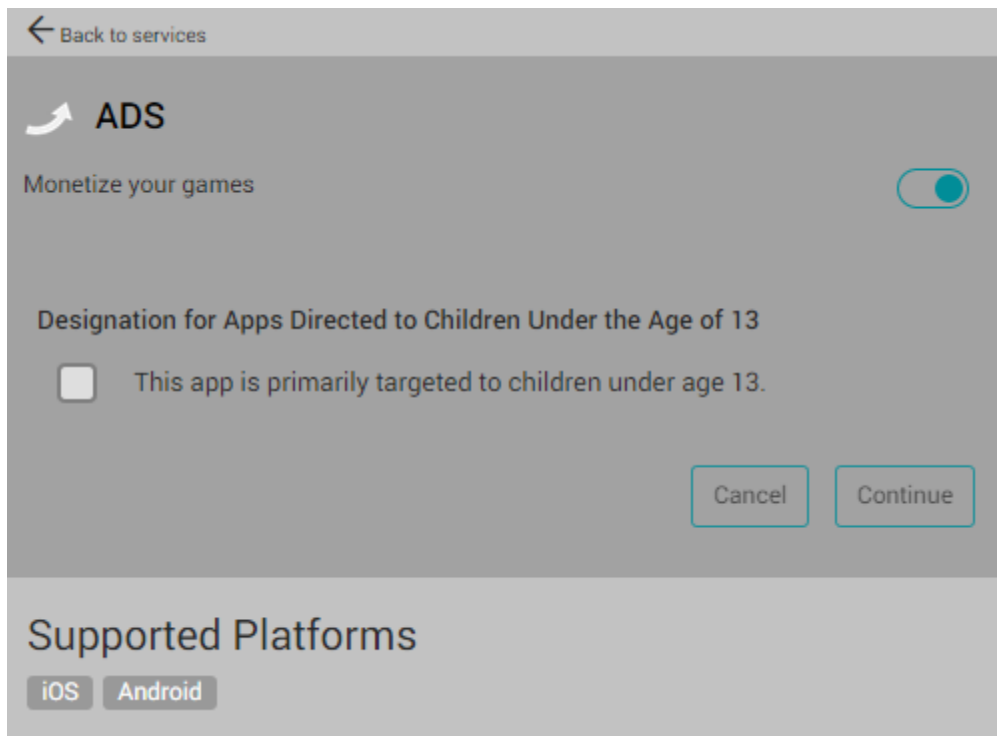 Back to services
ADS
Monetize your games
Designation for Apps Directed to Children Under the Age of 13
This app is primarily targeted to children under age 13.
Cancel Continue
Supported Platforms
iOS Android